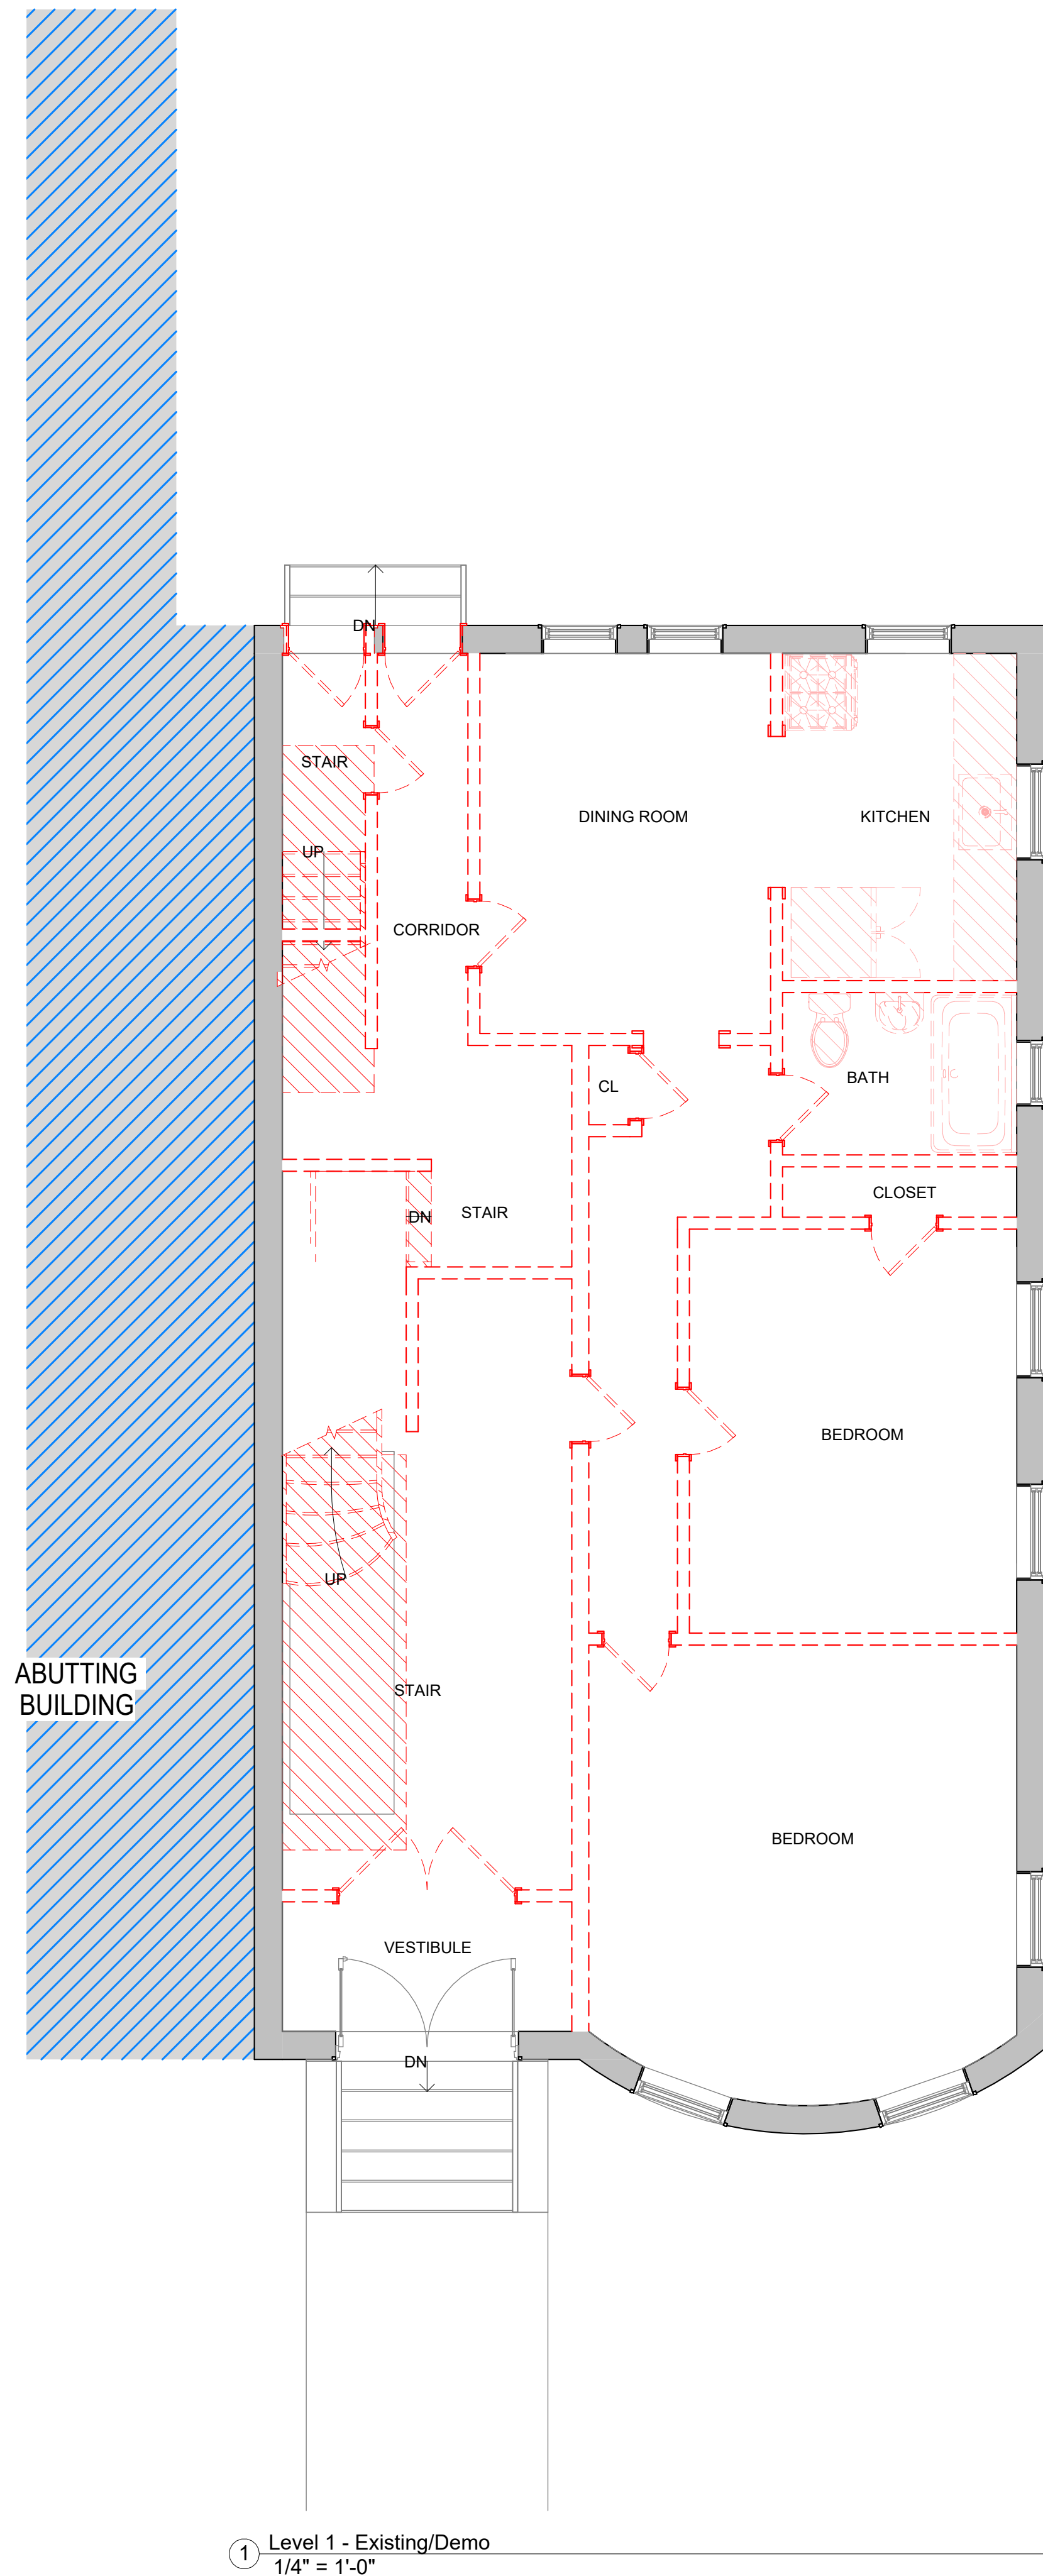 DN
STAIR
DINING ROOM
KITCHEN
UP
CORRIDOR
BATH
CL
CLOSET
DN
STAIR
BEDROOM
UP
ABUTTING
BUILDING
STAIR
BEDROOM
VESTIBULE
DN
1
Level 1 - Existing/Demo
1/4" = 1'-0"